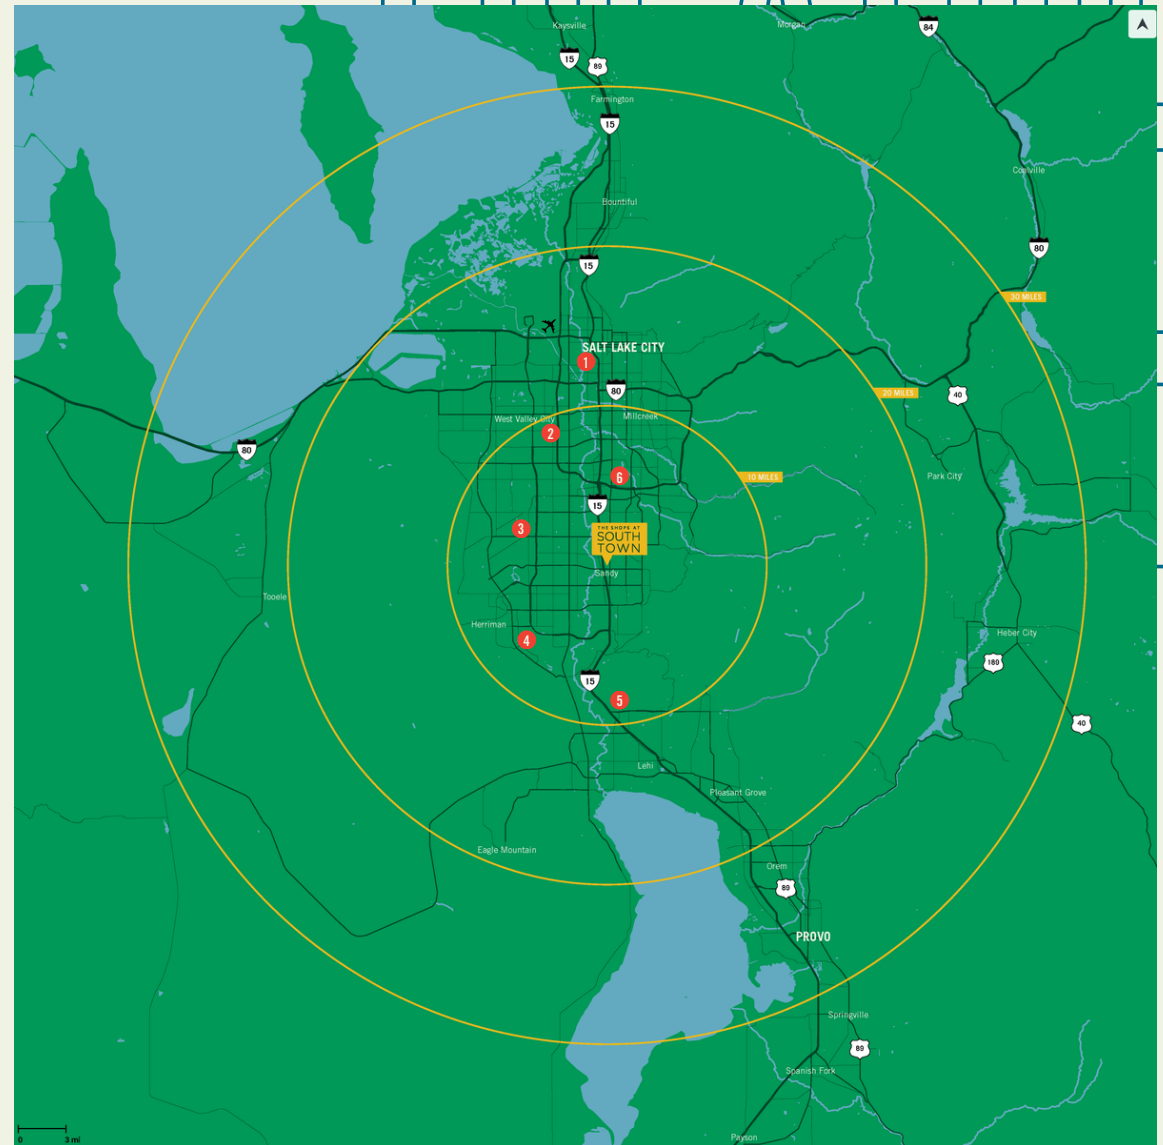 Kaysville
Morgan
84
15
89
Farmington
15
Coalville
Bountiful
80
15
30 MILES
SALT LAKE CITY
1
80
20 MILES
40
West Valley City
Millcreek
2
80
6
10 MILES
Park City
15
3
THE SHOPS AT
SOUTH
TOWN
Sandy
Tooele
Herriman
4
Heber City
189
15
5
40
Lehi
Pleasant Grove
Eagle Mountain
Orem
89
PROVO
Springville
89
Spanish Fork
0
3 mi
Payson